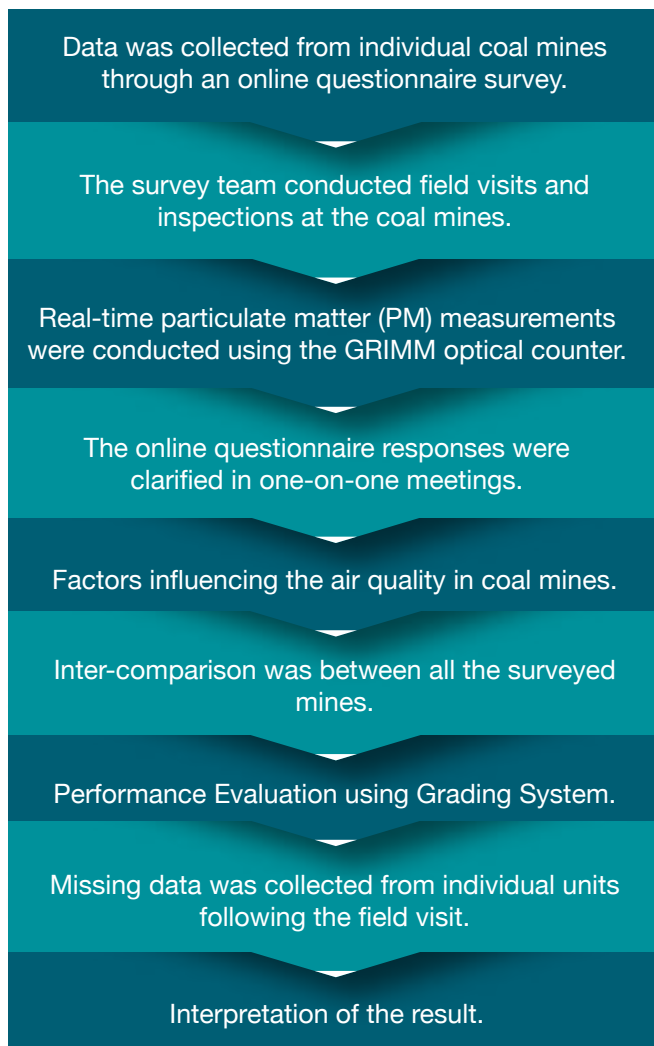 Data was collected from individual coal mines
through an online questionnaire survey.
The survey team conducted field visits and
inspections at the coal mines.
Real-time particulate matter (PM) measurements
were conducted using the GRIMM optical counter.
The online questionnaire responses were
clarified in one-on-one meetings.
Factors influencing the air quality in coal mines.
Inter-comparison was between all the surveyed
mines.
Performance Evaluation using Grading System.
Missing data was collected from individual units
following the field visit.
Interpretation of the result.